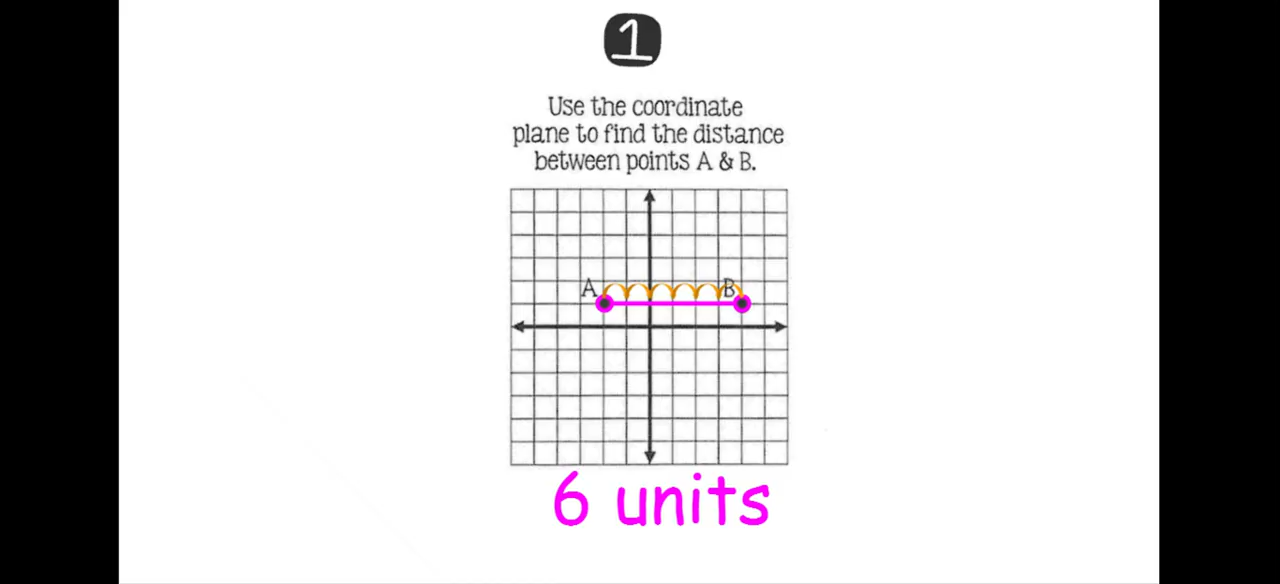 1
Use the coordinate
plane to find the distance
between points A & B.
A B
6 units